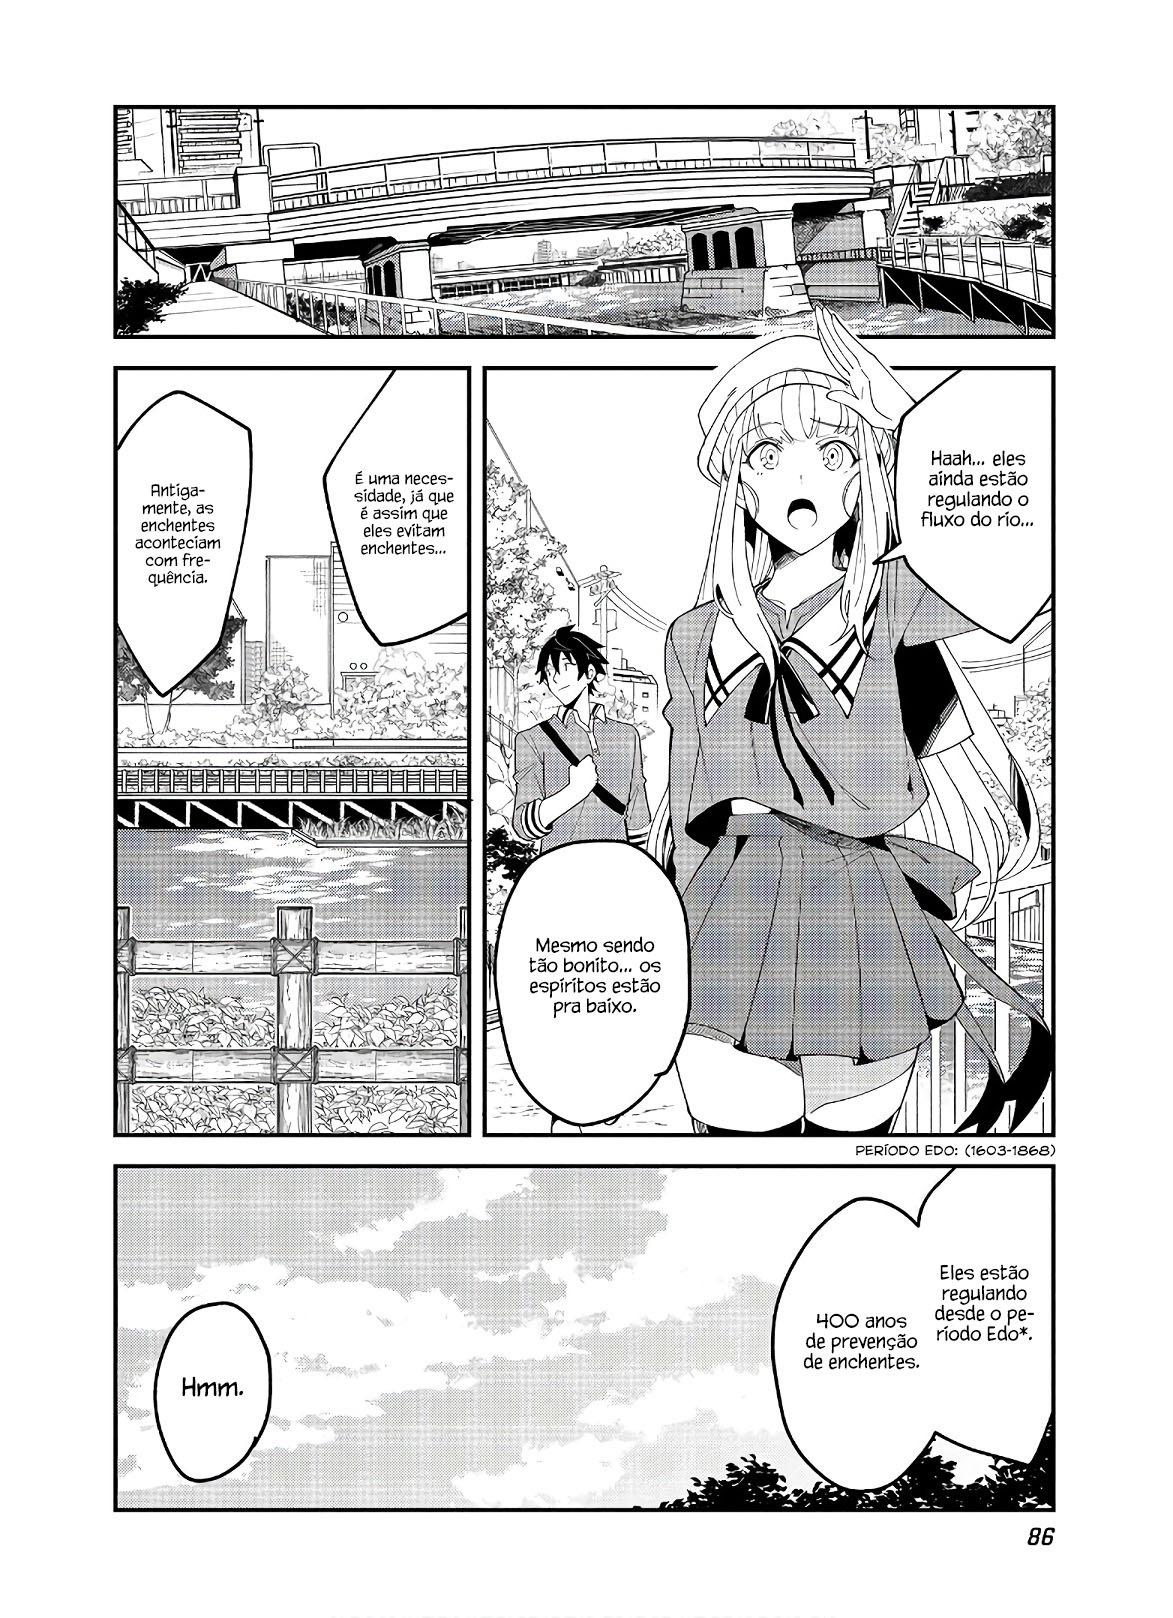 Haah... eles
ainda estão
regulando o
fluxo do rio...
Mesmo sendo
tão bonito... os
espíritos estão
pra baixo.
É uma neces-
sidade, já que
é assim que
eles evitam
enchentes...
Antiga-
mente, as
enchentes
aconteciam
com fre-
quência.
PERÍODO EDO: (1603-1868)
Eles estão
regulando
desde o pe-
ríodo Edo*.
400 anos
de prevenção
de enchentes.
Hmm.
86